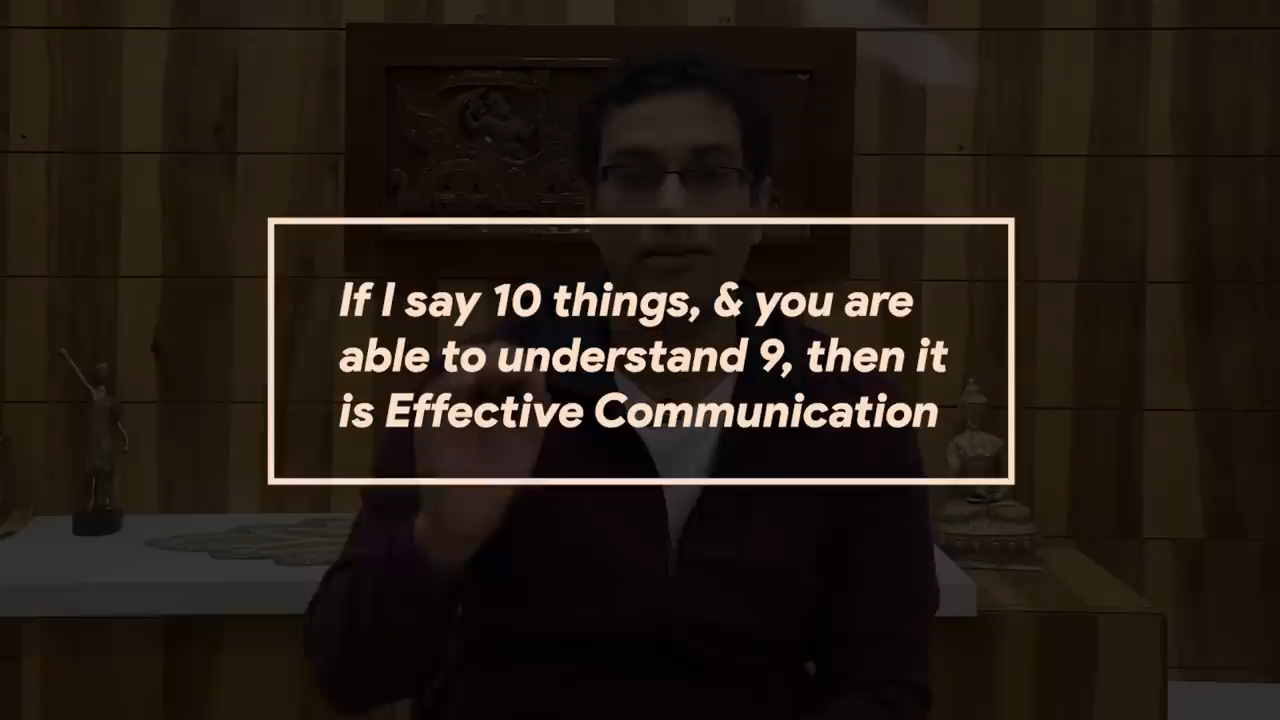 If I say 10 things, & you are
able to understand 9, then it
is Effective Communication